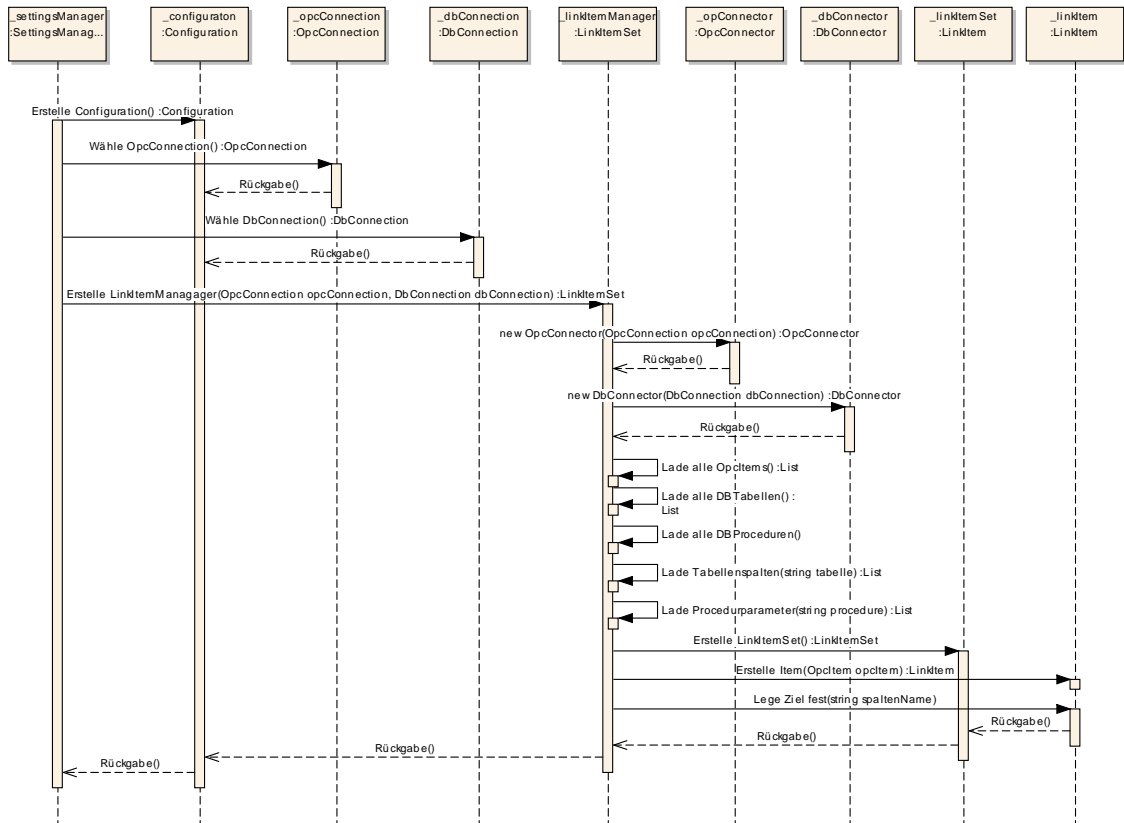 _settingsManager
:SettingsManag...
_configuraton
:Configuration
_opcConnection
:OpcConnection
_dbConnection
:DbConnection
_linkItemManager
:LinkItemSet
_opConnector
:OpcConnector
_dbConnector
:DbConnector
_linkItemSet
:LinkItem
_linkItem
:LinkItem
Erstelle Configuration() :Configuration
Wähle OpcConnection() :OpcConnection
Rückgabe()
Wähle DbConnection() :DbConnection
Rückgabe()
Erstelle LinkItemManagager(OpcConnection opcConnection, DbConnection dbConnection) :LinkItemSet
new OpcConnector(OpcConnection opcConnection) :OpcConnector
Rückgabe()
new DbConnector(DbConnection dbConnection) :DbConnector
Rückgabe()
Lade alle OpcItems() :List
Lade alle DBTabellen() :
List
Lade alle DBProceduren()
Lade Tabellenspalten(string tabelle) :List
Lade Procedurparameter(string procedure) :List
Erstelle LinkItemSet() :LinkItemSet
Erstelle Item(OpcItem opcItem) :LinkItem
Lege Ziel fest(string spaltenName)
Rückgabe()
Rückgabe()
Rückgabe()
Rückgabe()